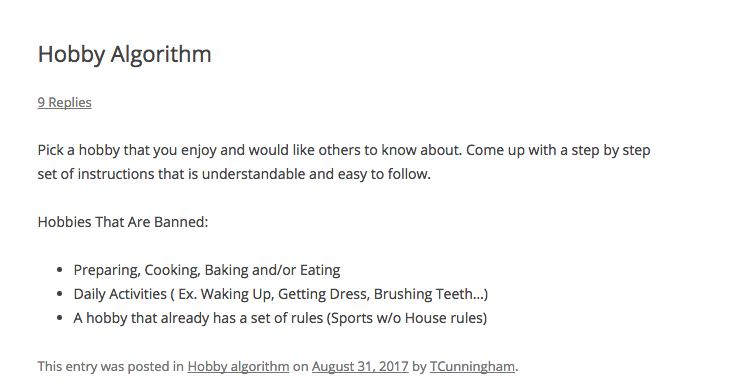 Hobby Algorithm
9 Replies
Pick a hobby that you enjoy and would like others to know about. Come up with a step by step
set of instructions that is understandable and easy to follow.
Hobbies That Are Banned:
• Preparing, Cooking, Baking and/or Eating
• Daily Activities ( Ex. Waking Up, Getting Dress, Brushing Teeth...)
• A hobby that already has a set of rules (Sports w/o House rules)
This entry was posted in Hobby algorithm on August 31, 2017 by TCunningham.